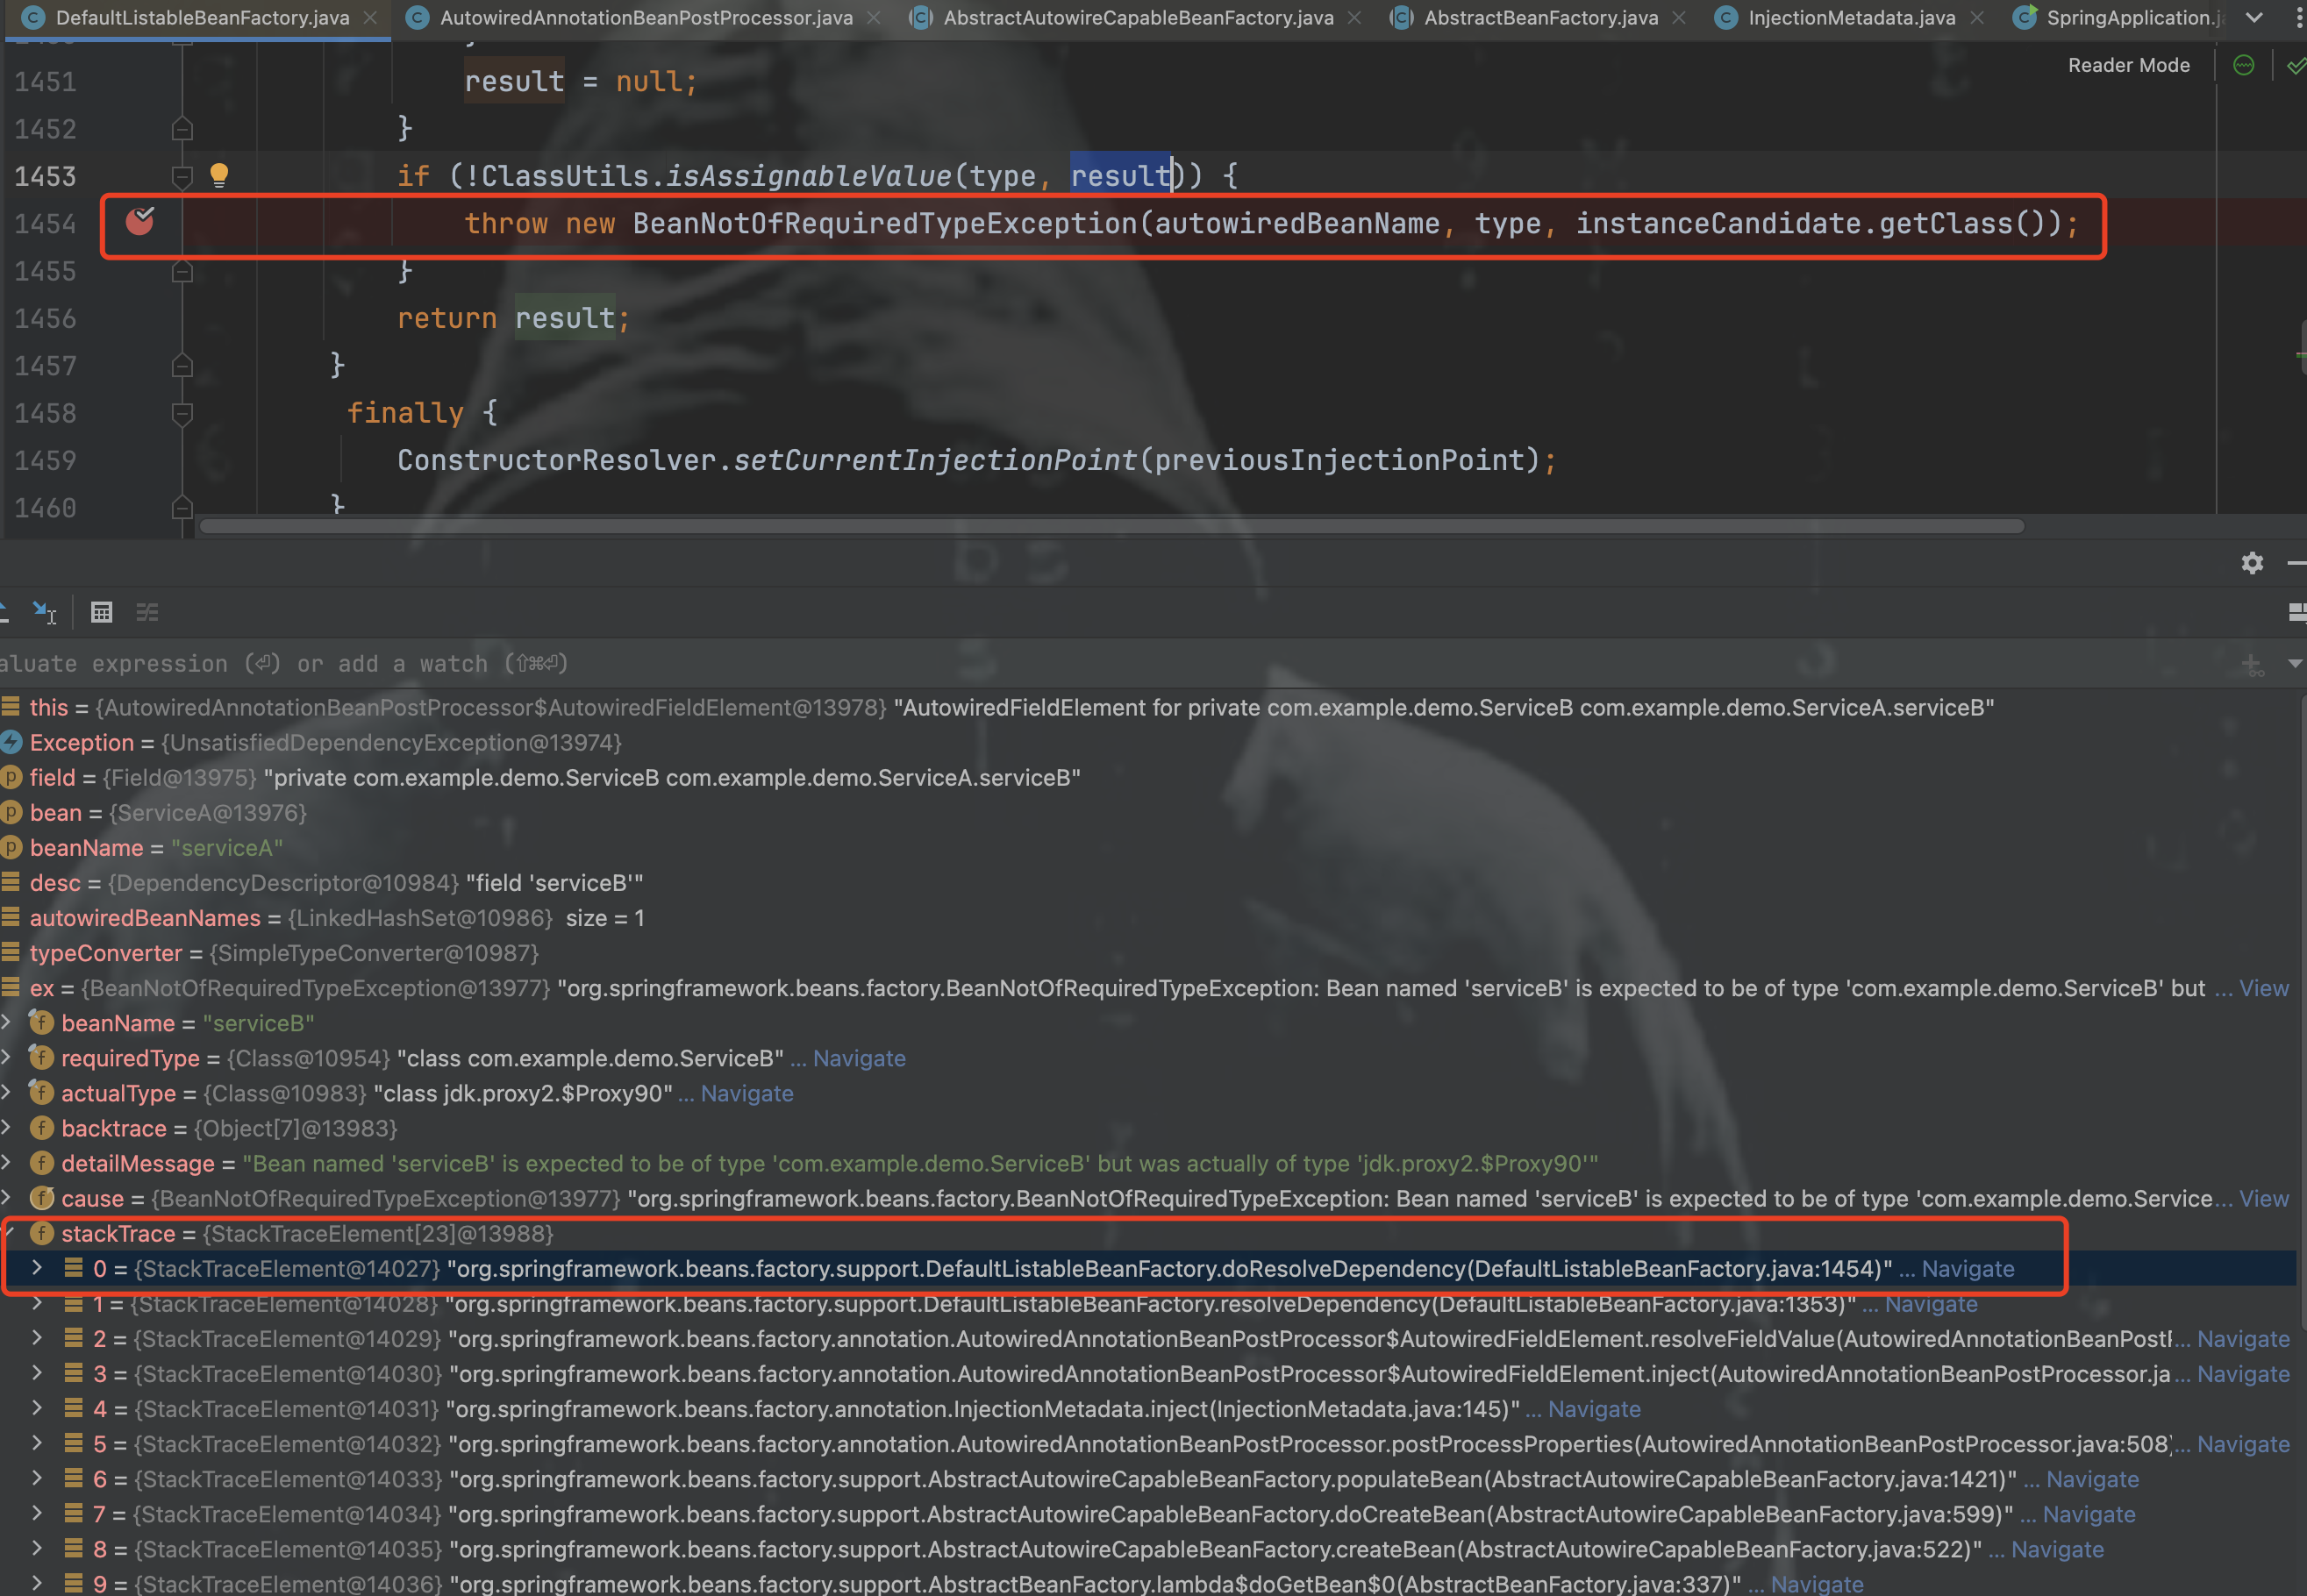 DefaultListableBeanFactory.java AutowiredAnnotationBeanPostProcessor.java AbstractAutowireCapableBeanFactory.java AbstractBeanFactory.java InjectionMetadata.java SpringApplication.j
Reader Mode
1451 result = null;
1452 }
1453 if (!ClassUtils.isAssignableValue(type, result)) {
1454 throw new BeanNotOfRequiredTypeException(autowiredBeanName, type, instanceCandidate.getClass());
1455 }
1456 return result;
1457 }
1458 finally {
1459 ConstructorResolver.setCurrentInjectionPoint(previousInjectionPoint);
1460 }
aluate expression (⏎) or add a watch (⇧⌘⏎)
this = {AutowiredAnnotationBeanPostProcessor$AutowiredFieldElement@13978} "AutowiredFieldElement for private com.example.demo.ServiceB com.example.demo.ServiceA.serviceB"
Exception = {UnsatisfiedDependencyException@13974}
p field = {Field@13975} "private com.example.demo.ServiceB com.example.demo.ServiceA.serviceB"
p bean = {ServiceA@13976}
p beanName = "serviceA"
desc = {DependencyDescriptor@10984} "field 'serviceB'"
autowiredBeanNames = {LinkedHashSet@10986} size = 1
typeConverter = {SimpleTypeConverter@10987}
ex = {BeanNotOfRequiredTypeException@13977} "org.springframework.beans.factory.BeanNotOfRequiredTypeException: Bean named 'serviceB' is expected to be of type 'com.example.demo.ServiceB' but ... View
f beanName = "serviceB"
f requiredType = {Class@10954} "class com.example.demo.ServiceB" ... Navigate
f actualType = {Class@10983} "class jdk.proxy2.$Proxy90" ... Navigate
f backtrace = {Object[7]@13983}
f detailMessage = "Bean named 'serviceB' is expected to be of type 'com.example.demo.ServiceB' but was actually of type 'jdk.proxy2.$Proxy90'"
f cause = {BeanNotOfRequiredTypeException@13977} "org.springframework.beans.factory.BeanNotOfRequiredTypeException: Bean named 'serviceB' is expected to be of type 'com.example.demo.Service... View
f stackTrace = {StackTraceElement[23]@13988}
0 = {StackTraceElement@14027} "org.springframework.beans.factory.support.DefaultListableBeanFactory.doResolveDependency(DefaultListableBeanFactory.java:1454)" ... Navigate
1 = {StackTraceElement@14028} "org.springframework.beans.factory.support.DefaultListableBeanFactory.resolveDependency(DefaultListableBeanFactory.java:1353)" ... Navigate
2 = {StackTraceElement@14029} "org.springframework.beans.factory.annotation.AutowiredAnnotationBeanPostProcessor$AutowiredFieldElement.resolveFieldValue(AutowiredAnnotationBeanPostP... Navigate
3 = {StackTraceElement@14030} "org.springframework.beans.factory.annotation.AutowiredAnnotationBeanPostProcessor$AutowiredFieldElement.inject(AutowiredAnnotationBeanPostProcessor.ja... Navigate
4 = {StackTraceElement@14031} "org.springframework.beans.factory.annotation.InjectionMetadata.inject(InjectionMetadata.java:145)" ... Navigate
5 = {StackTraceElement@14032} "org.springframework.beans.factory.annotation.AutowiredAnnotationBeanPostProcessor.postProcessProperties(AutowiredAnnotationBeanPostProcessor.java:508)... Navigate
6 = {StackTraceElement@14033} "org.springframework.beans.factory.support.AbstractAutowireCapableBeanFactory.populateBean(AbstractAutowireCapableBeanFactory.java:1421)" ... Navigate
7 = {StackTraceElement@14034} "org.springframework.beans.factory.support.AbstractAutowireCapableBeanFactory.doCreateBean(AbstractAutowireCapableBeanFactory.java:599)" ... Navigate
8 = {StackTraceElement@14035} "org.springframework.beans.factory.support.AbstractAutowireCapableBeanFactory.createBean(AbstractAutowireCapableBeanFactory.java:522)" ... Navigate
9 = {StackTraceElement@14036} "org.springframework.beans.factory.support.AbstractBeanFactory.lambda$doGetBean$0(AbstractBeanFactory.java:337)" ... Navigate